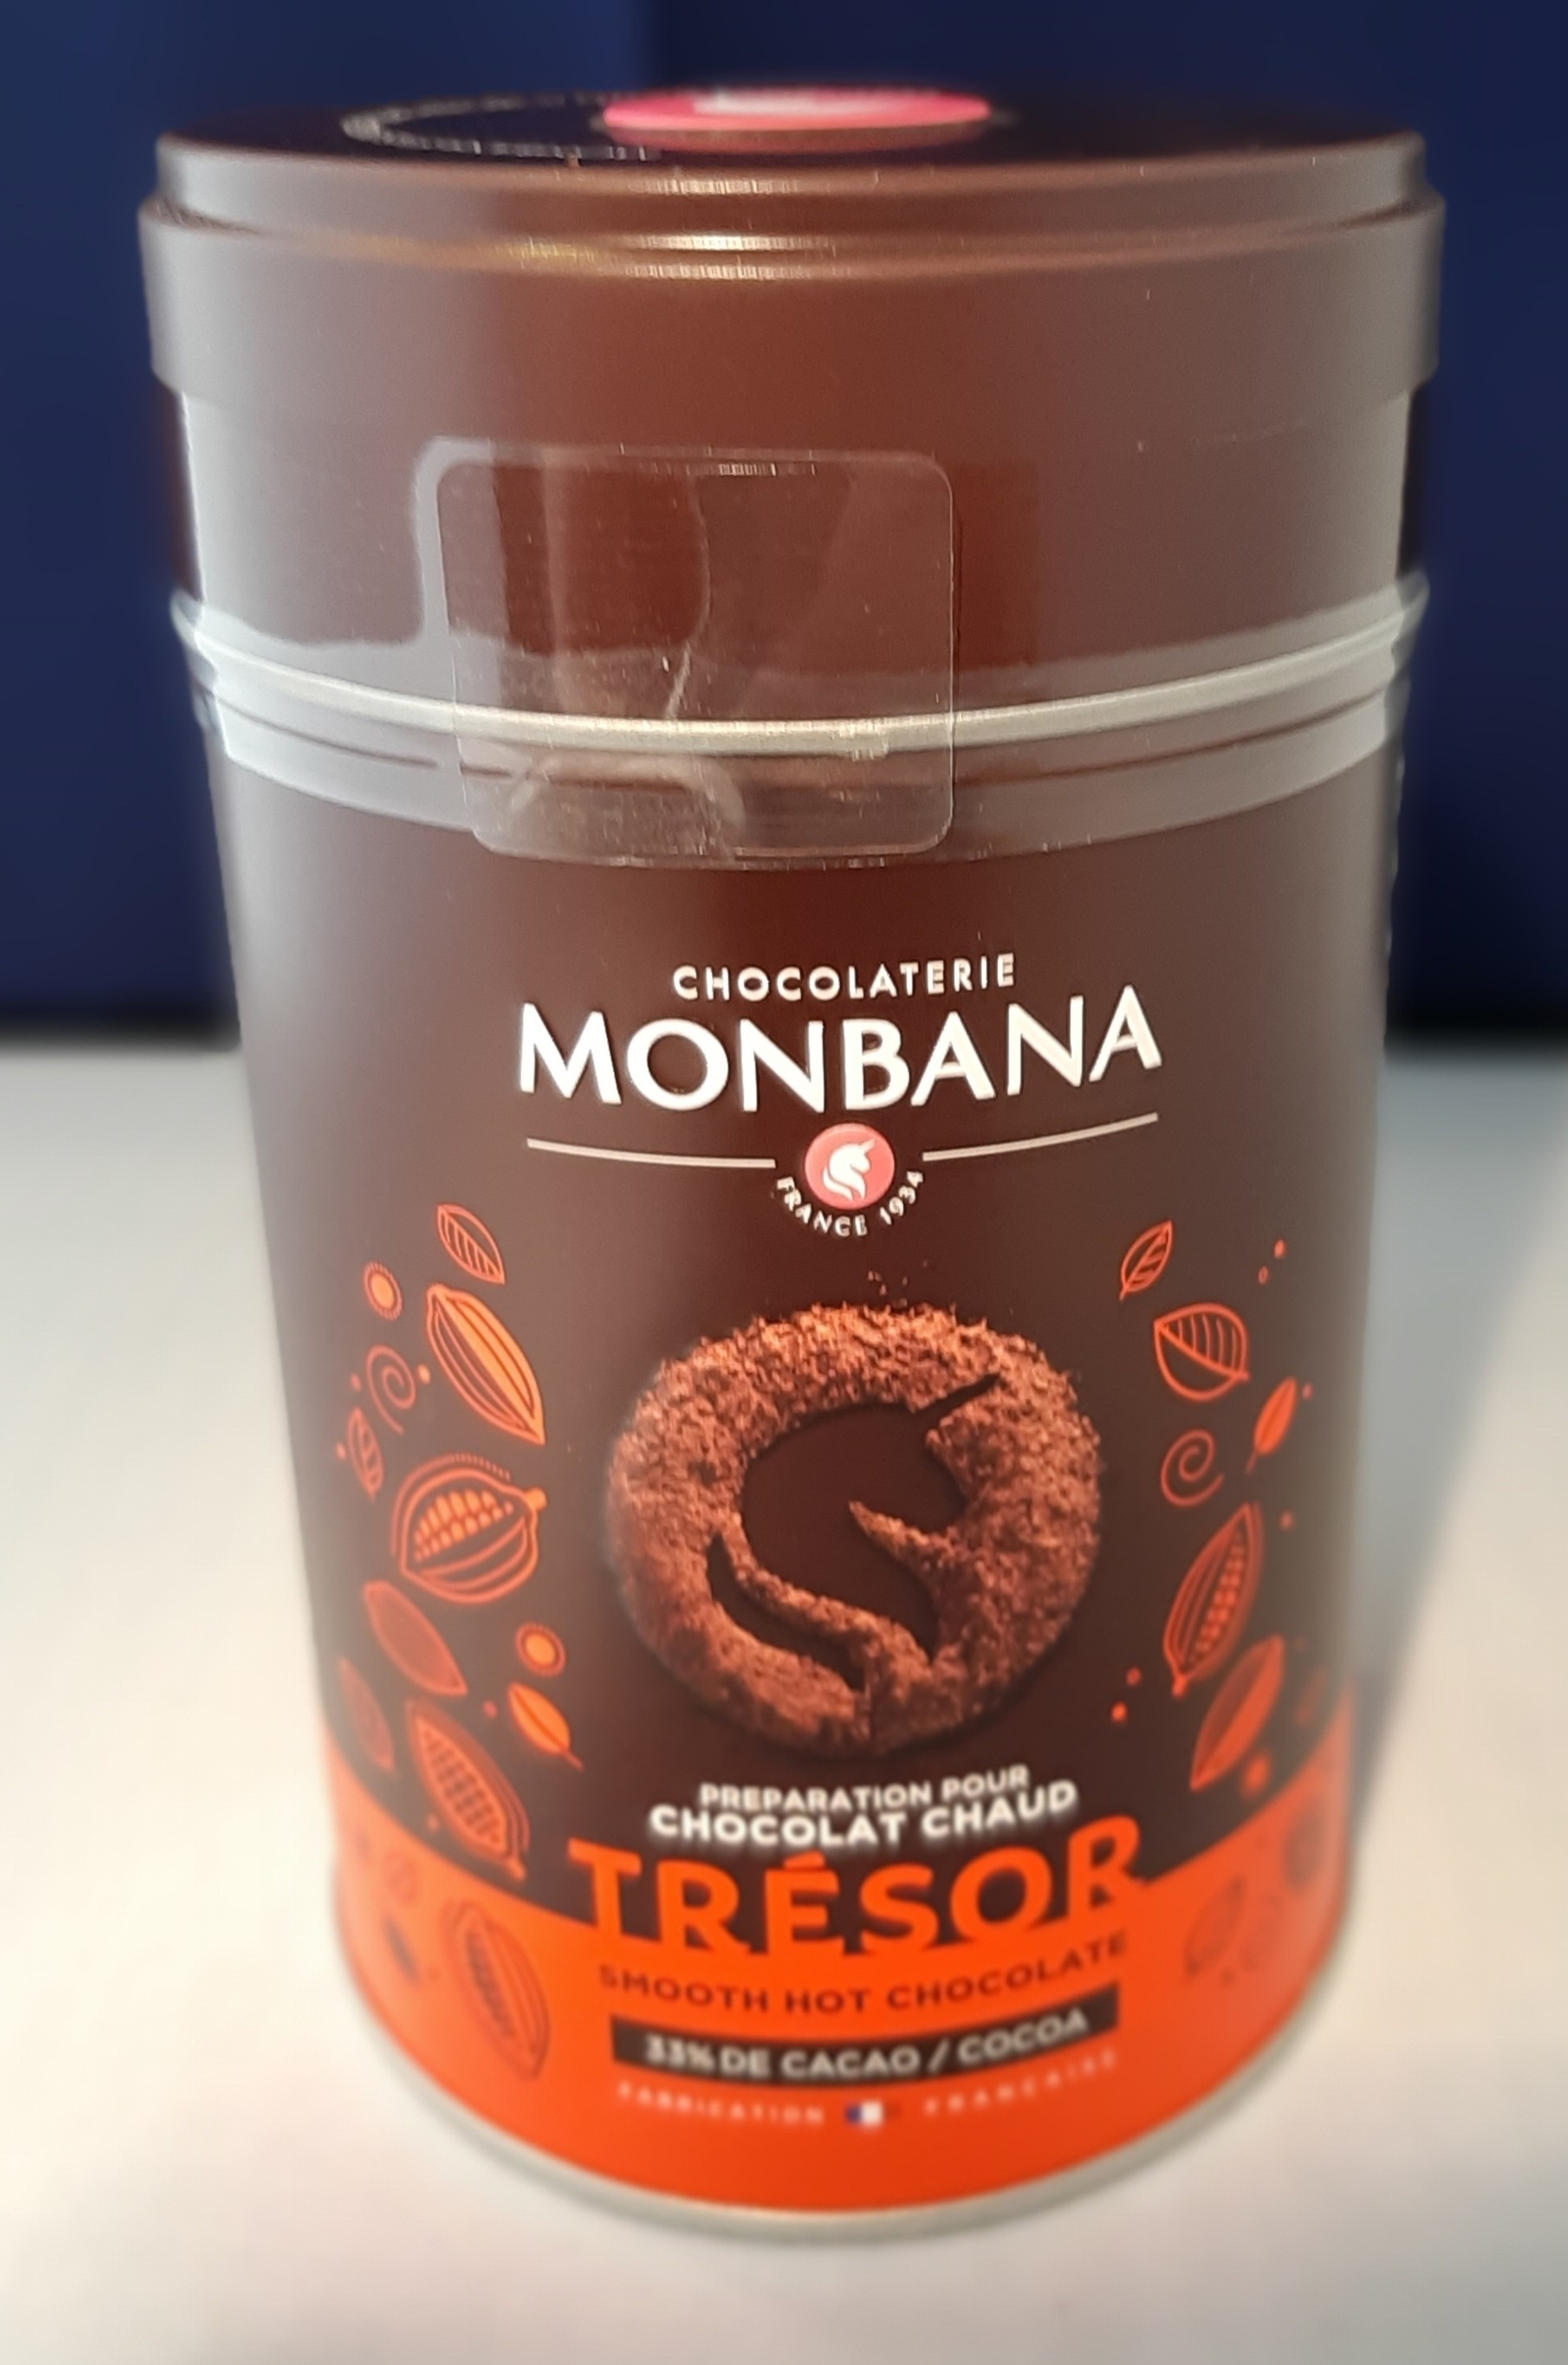 CHOCOLATERIE
MONBANA
FRANCE 1934
PREPARATION POUR
CHOCOLAT CHAUD
TRÉSOR
SMOOTH HOT CHOCOLATE
33% DE CACAO / COCOA
FABRICATION FRANÇAISE